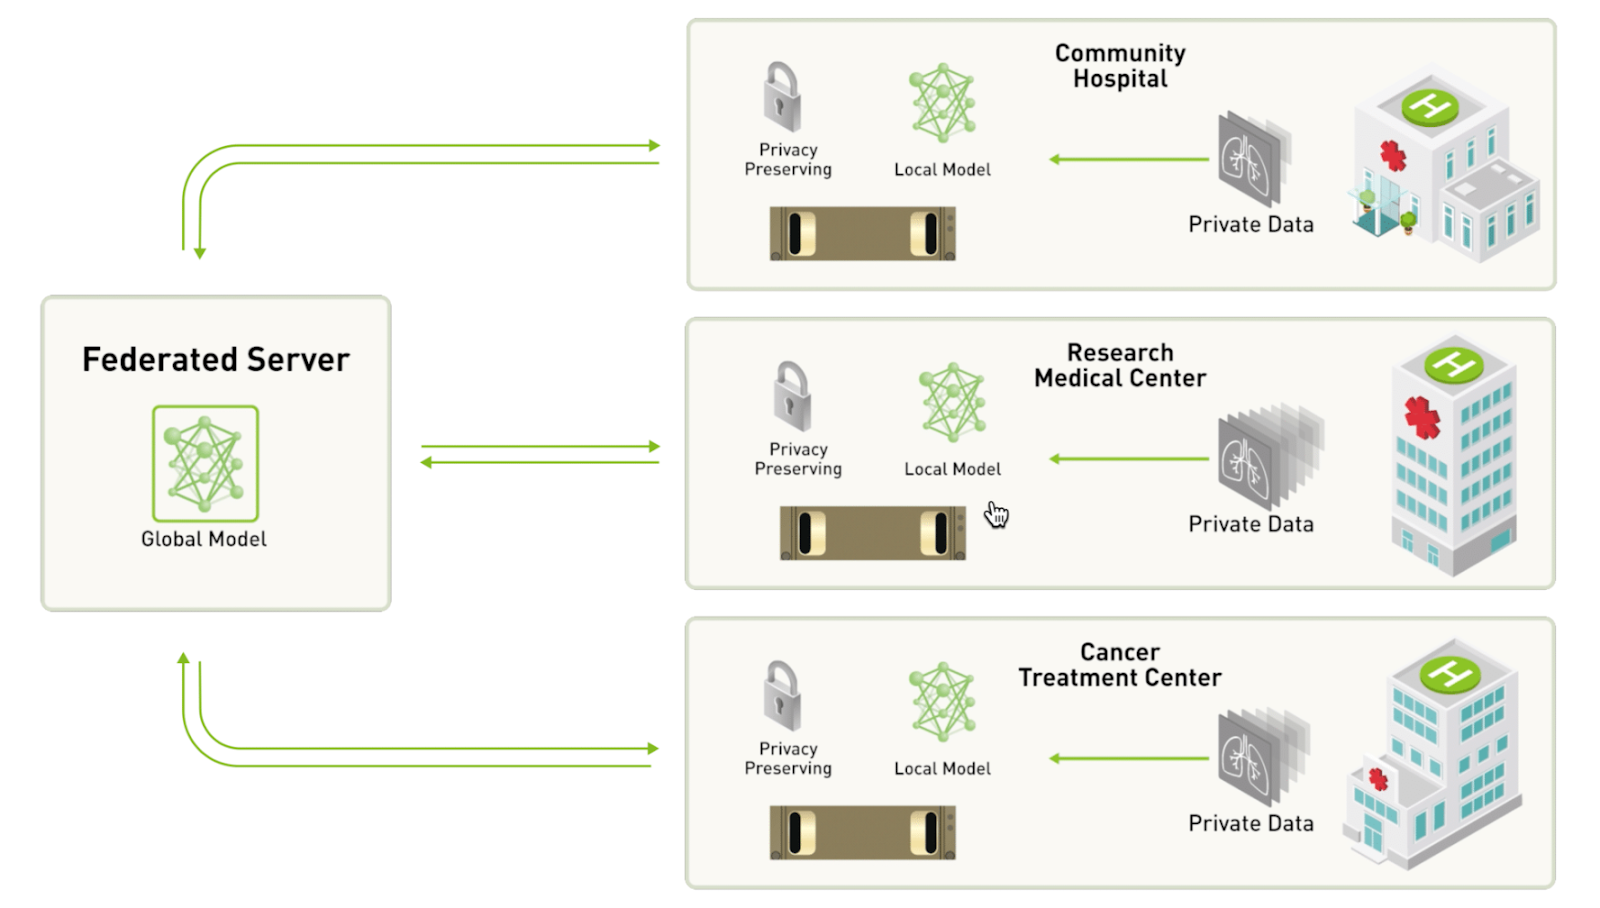 Community
Hospital
Privacy
Preserving
Local Model
Private Data
H
Federated Server
Global Model
Research
Medical Center
Privacy
Preserving
Local Model
Private Data
H
Cancer
Treatment Center
Privacy
Preserving
Local Model
Private Data
H